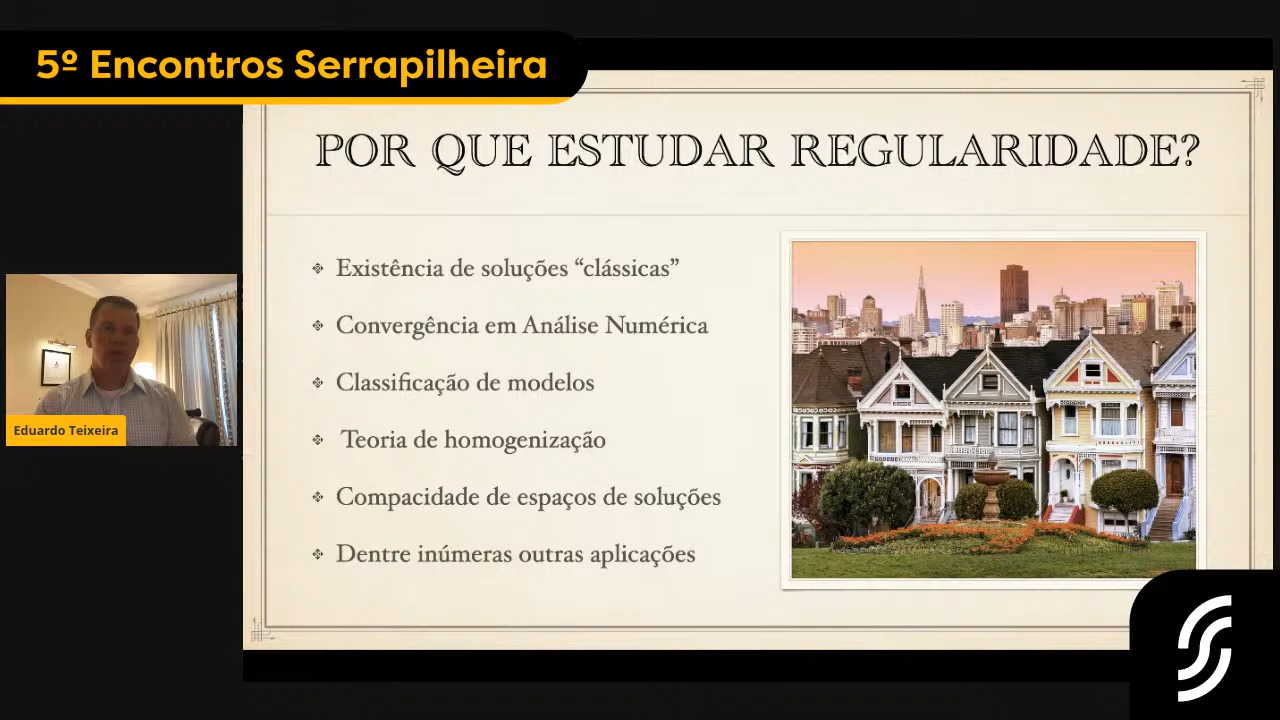 5º Encontros Serrapilheira
POR QUE ESTUDAR REGULARIDADE?
Existência de soluções “clássicas”
Convergência em Análise Numérica
Classificação de modelos
Teoria de homogenização
Compacidade de espaços de soluções
Dentre inúmeras outras aplicações
Eduardo Teixeira